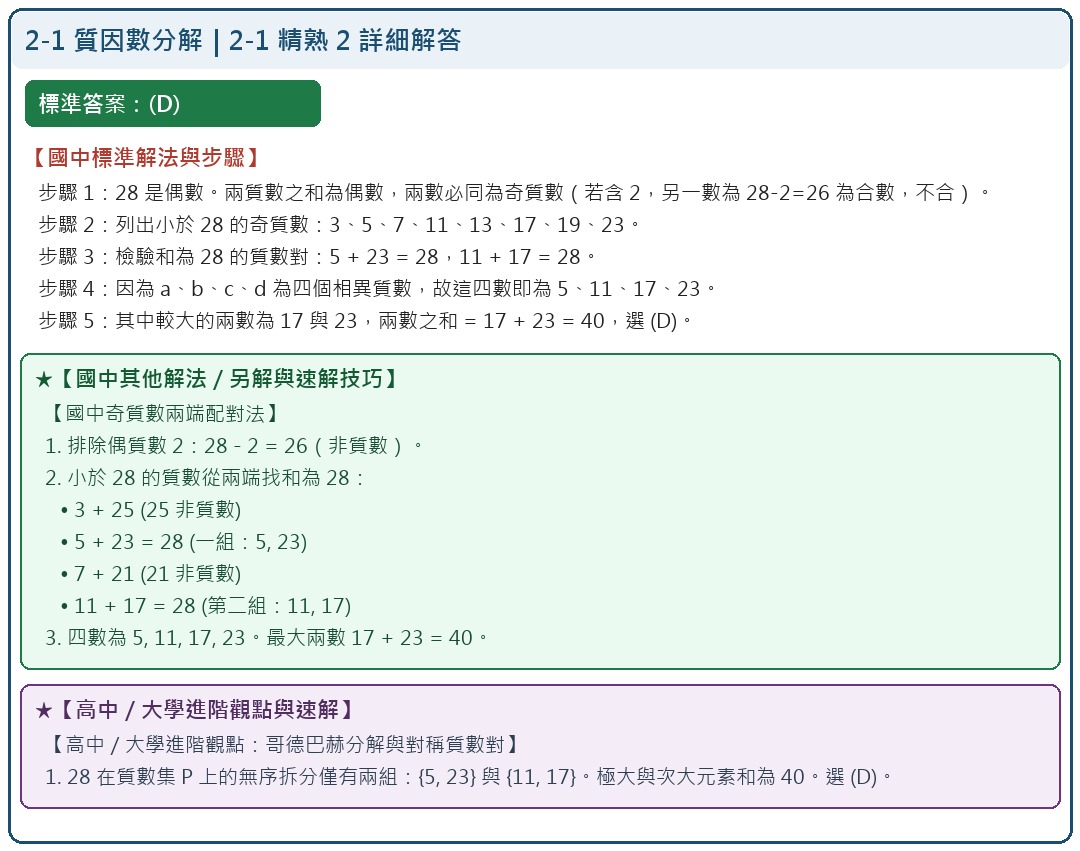 2-1 質因數分解 | 2-1 精熟 2 詳細解答
標準答案：(D)
【國中標準解法與步驟】
步驟 1：28 是偶數。兩質數之和為偶數，兩數必同為奇質數（若含 2，另一數為 28-2=26 為合數，不合）。
步驟 2：列出小於 28 的奇質數：3、5、7、11、13、17、19、23。
步驟 3：檢驗和為 28 的質數對：5 + 23 = 28，11 + 17 = 28。
步驟 4：因為 a、b、c、d 為四個相異質數，故這四數即為 5、11、17、23。
步驟 5：其中較大的兩數為 17 與 23，兩數之和 = 17 + 23 = 40，選 (D)。
★【國中其他解法 / 另解與速解技巧】
【國中奇質數兩端配對法】
1. 排除偶質數 2：28 - 2 = 26（非質數）。
2. 小於 28 的質數從兩端找和為 28：
• 3 + 25 (25 非質數)
• 5 + 23 = 28 (一組：5, 23)
• 7 + 21 (21 非質數)
• 11 + 17 = 28 (第二組：11, 17)
3. 四數為 5, 11, 17, 23。最大兩數 17 + 23 = 40。
★【高中 / 大學進階觀點與速解】
【高中 / 大學進階觀點：哥德巴赫分解與對稱質數對】
1. 28 在質數集 P 上的無序拆分僅有兩組：{5, 23} 與 {11, 17}。極大與次大元素和為 40。選 (D)。